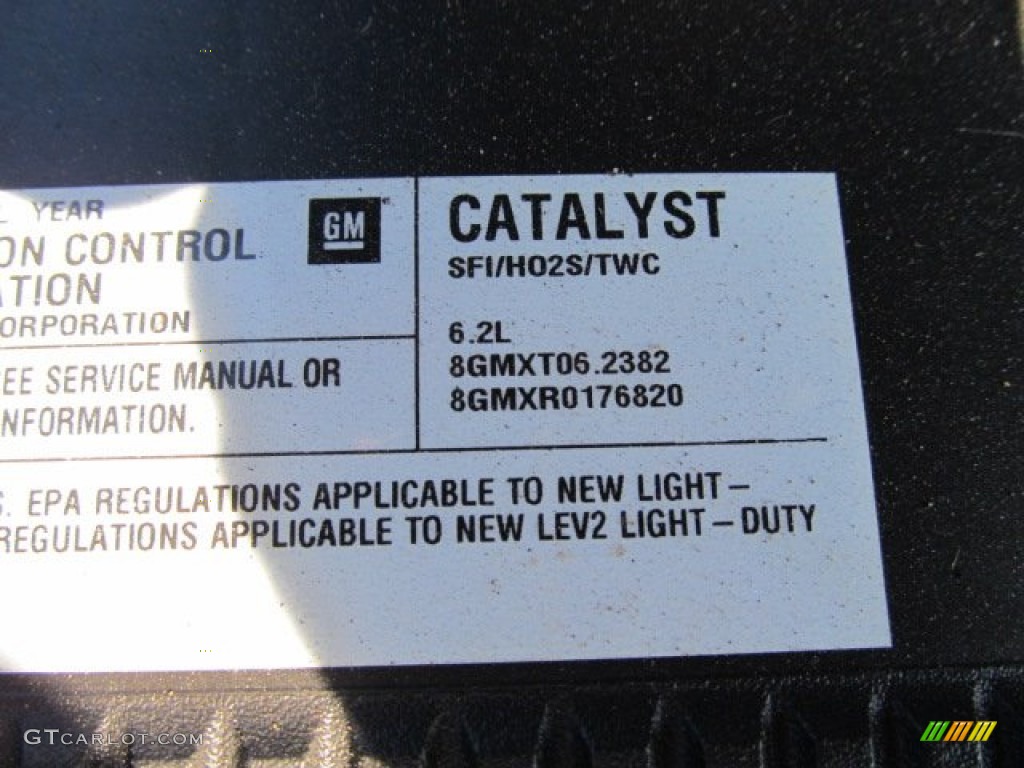 YEAR
ON CONTROL
ATION
ORPORATION
GM
EE SERVICE MANUAL OR
NFORMATION.
CATALYST
SFI/HO2S/TWC
6.2L
8GMXT06.2382
8GMXR0176820
S. EPA REGULATIONS APPLICABLE TO NEW LIGHT–
REGULATIONS APPLICABLE TO NEW LEV2 LIGHT–DUTY
GTCARLOT.COM